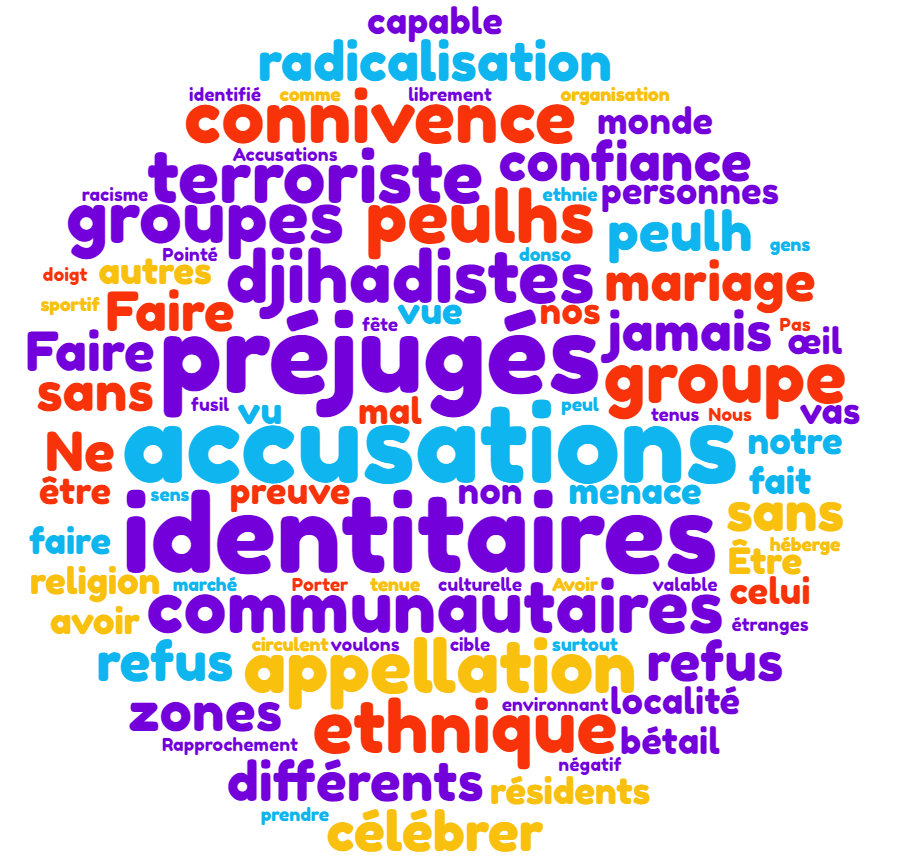 capable
radicalisation
identifié comme librement organisation
connivence monde
Accusations terroriste confiance
racisme ethnie personnes
groupes peulhs peulh gens
Pointé donso
doigt autres djihadistes mariage
sportif Faire vue nos
fête jamais Pas
Faire préjugés œil
sans groupe
fusil vu mal peul tenus Nous vas
Ne accusations notre
être sens preuve non menace fait
identitaires sans
faire héberge
Être
religion marché Porter tenue culturelle Avoir valable celui
avoir communautaires étranges
circulent voulons cible surtout
refus appellation refus
zones environnant localité
Rapprochement ethnique bétail
négatif
différents résidents
prendre célébrer